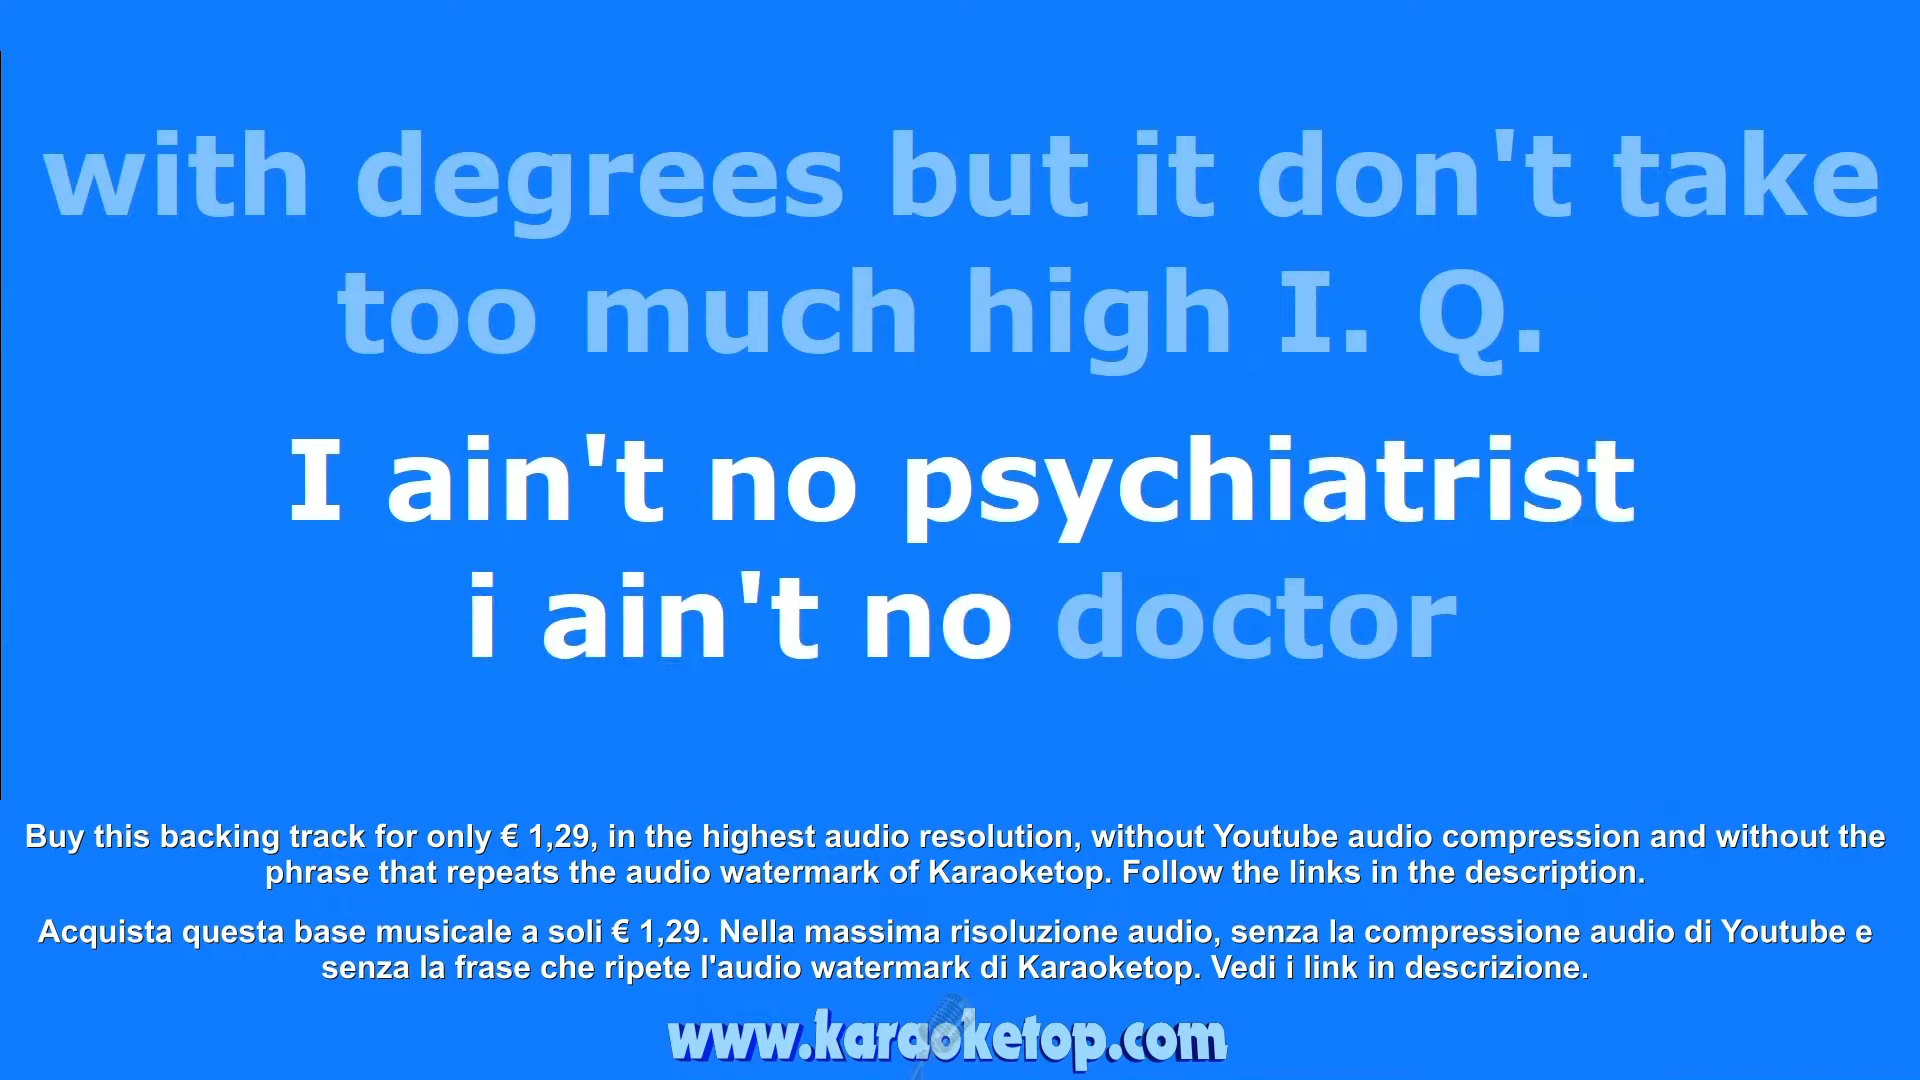 with degrees but it don't take
too much high I. Q.
I ain't no psychiatrist
i ain't no doctor
Buy this backing track for only € 1,29, in the highest audio resolution, without Youtube audio compression and without the
phrase that repeats the audio watermark of Karaoketop. Follow the links in the description.
Acquista questa base musicale a soli € 1,29. Nella massima risoluzione audio, senza la compressione audio di Youtube e
senza la frase che ripete l'audio watermark di Karaoketop. Vedi i link in descrizione.
www.karaoketop.com